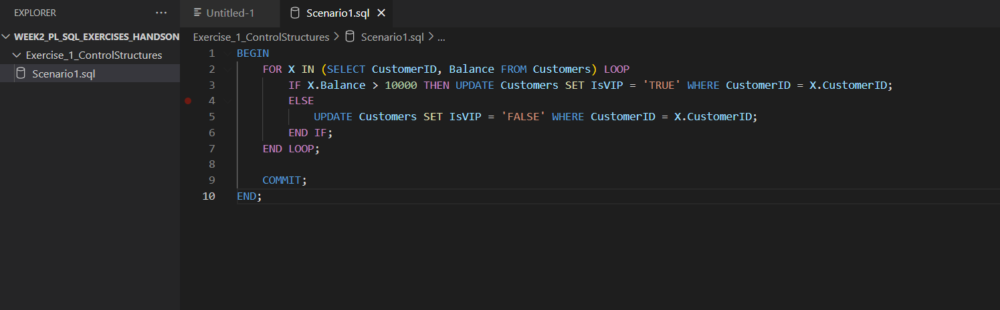 EXPLORER
...
Untitled-1
Scenario1.sql
WEEK2_PL_SQL_EXERCISES_HANDSON
Exercise_1_ControlStructures
Scenario1.sql
Exercise_1_ControlStructures > Scenario1.sql > ...
1 BEGIN
2     FOR X IN (SELECT CustomerID, Balance FROM Customers) LOOP
3         IF X.Balance > 10000 THEN UPDATE Customers SET IsVIP = 'TRUE' WHERE CustomerID = X.CustomerID;
4         ELSE
5             UPDATE Customers SET IsVIP = 'FALSE' WHERE CustomerID = X.CustomerID;
6         END IF;
7     END LOOP;
8
9     COMMIT;
10 END;